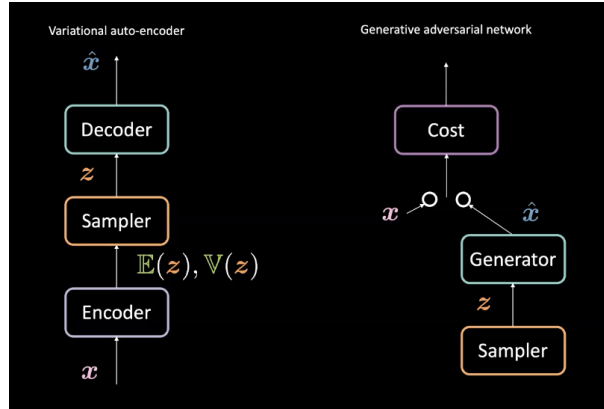 Variational auto-encoder
x̂
Decoder
z
Sampler
𝔼(z), 𝕍(z)
Encoder
x
Generative adversarial network
Cost
x
x̂
Generator
z
Sampler